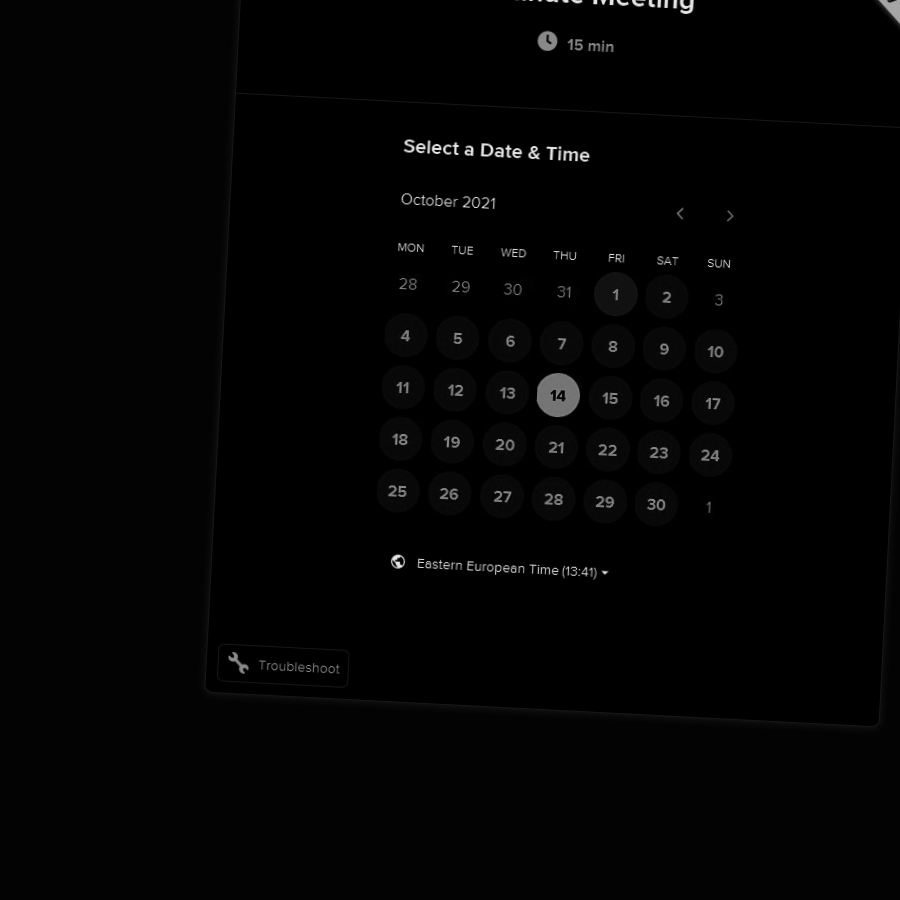 Meeting
15 min
Select a Date & Time
October 2021
MON TUE WED THU FRI SAT SUN
28 29 30 31 1 2 3
4 5 6 7 8 9 10
11 12 13 14 15 16 17
18 19 20 21 22 23 24
25 26 27 28 29 30 1
Eastern European Time (13:41)
Troubleshoot